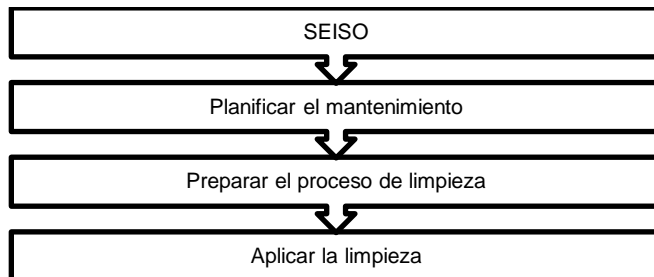 SEISO
Planificar el mantenimiento
Preparar el proceso de limpieza
Aplicar la limpieza